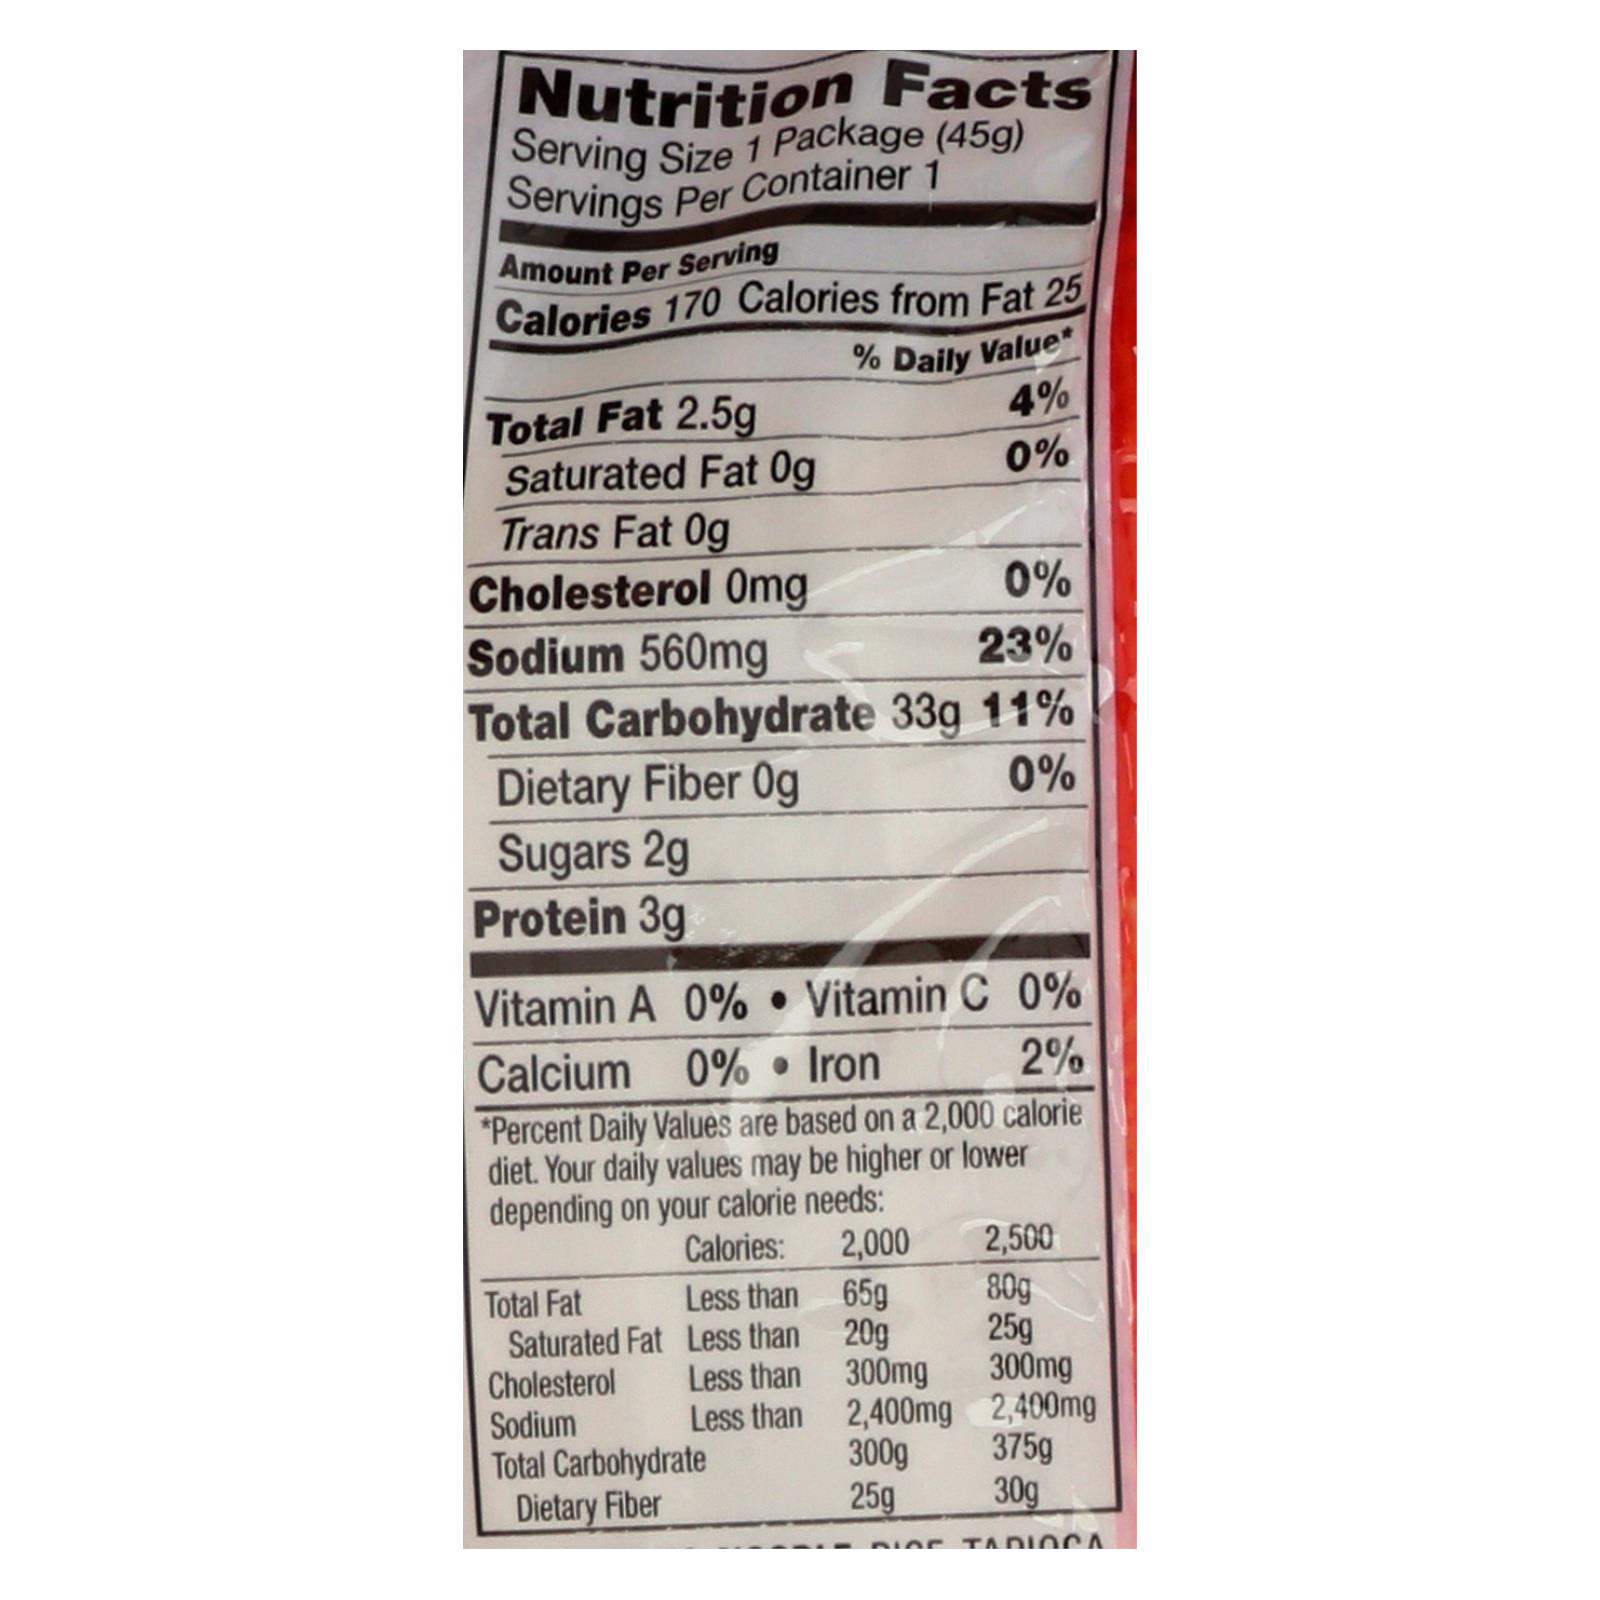 Nutrition Facts
Serving Size 1 Package (45g)
Servings Per Container 1
Amount Per Serving
Calories 170 Calories from Fat 25
% Daily Value*
Total Fat 2.5g 4%
Saturated Fat 0g 0%
Trans Fat 0g
Cholesterol 0mg 0%
Sodium 560mg 23%
Total Carbohydrate 33g 11%
Dietary Fiber 0g 0%
Sugars 2g
Protein 3g
Vitamin A 0% • Vitamin C 0%
Calcium 0% • Iron 2%
*Percent Daily Values are based on a 2,000 calorie
diet. Your daily values may be higher or lower
depending on your calorie needs:
Calories: 2,000 2,500
Total Fat Less than 65g 80g
Saturated Fat Less than 20g 25g
Cholesterol Less than 300mg 300mg
Sodium Less than 2,400mg 2,400mg
Total Carbohydrate 300g 375g
Dietary Fiber 25g 30g